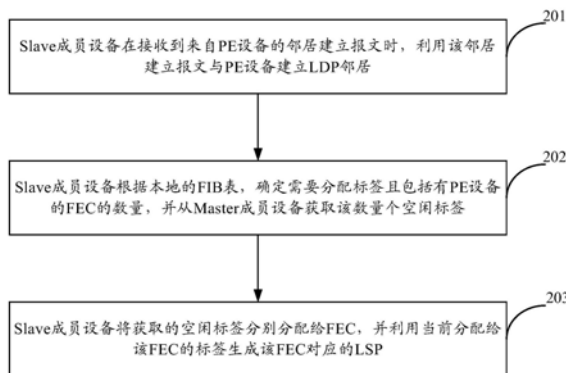 201
Slave成员设备在接收到来自PE设备的邻居建立报文时，利用该邻居
建立报文与PE设备建立LDP邻居
202
Slave成员设备根据本地的FIB表，确定需要分配标签且包括有PE设备
的FEC的数量，并从Master成员设备获取该数量个空闲标签
203
Slave成员设备将获取的空闲标签分别分配给FEC，并利用当前分配给
该FEC的标签生成该FEC对应的LSP